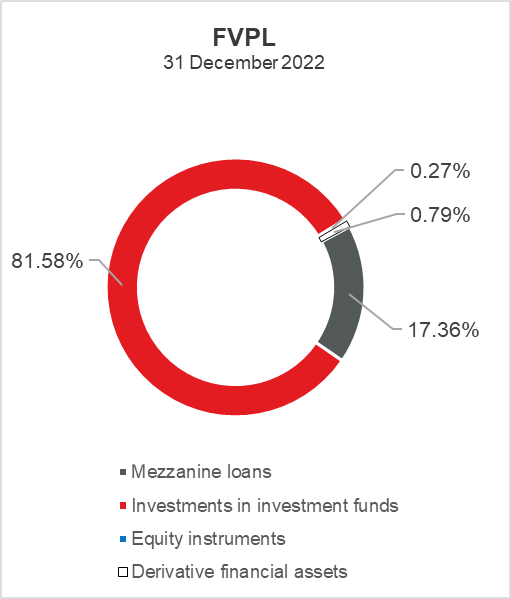 FVPL
31 December 2022
0.27%
0.79%
81.58%
17.36%
Mezzanine loans
Investments in investment funds
Equity instruments
Derivative financial assets